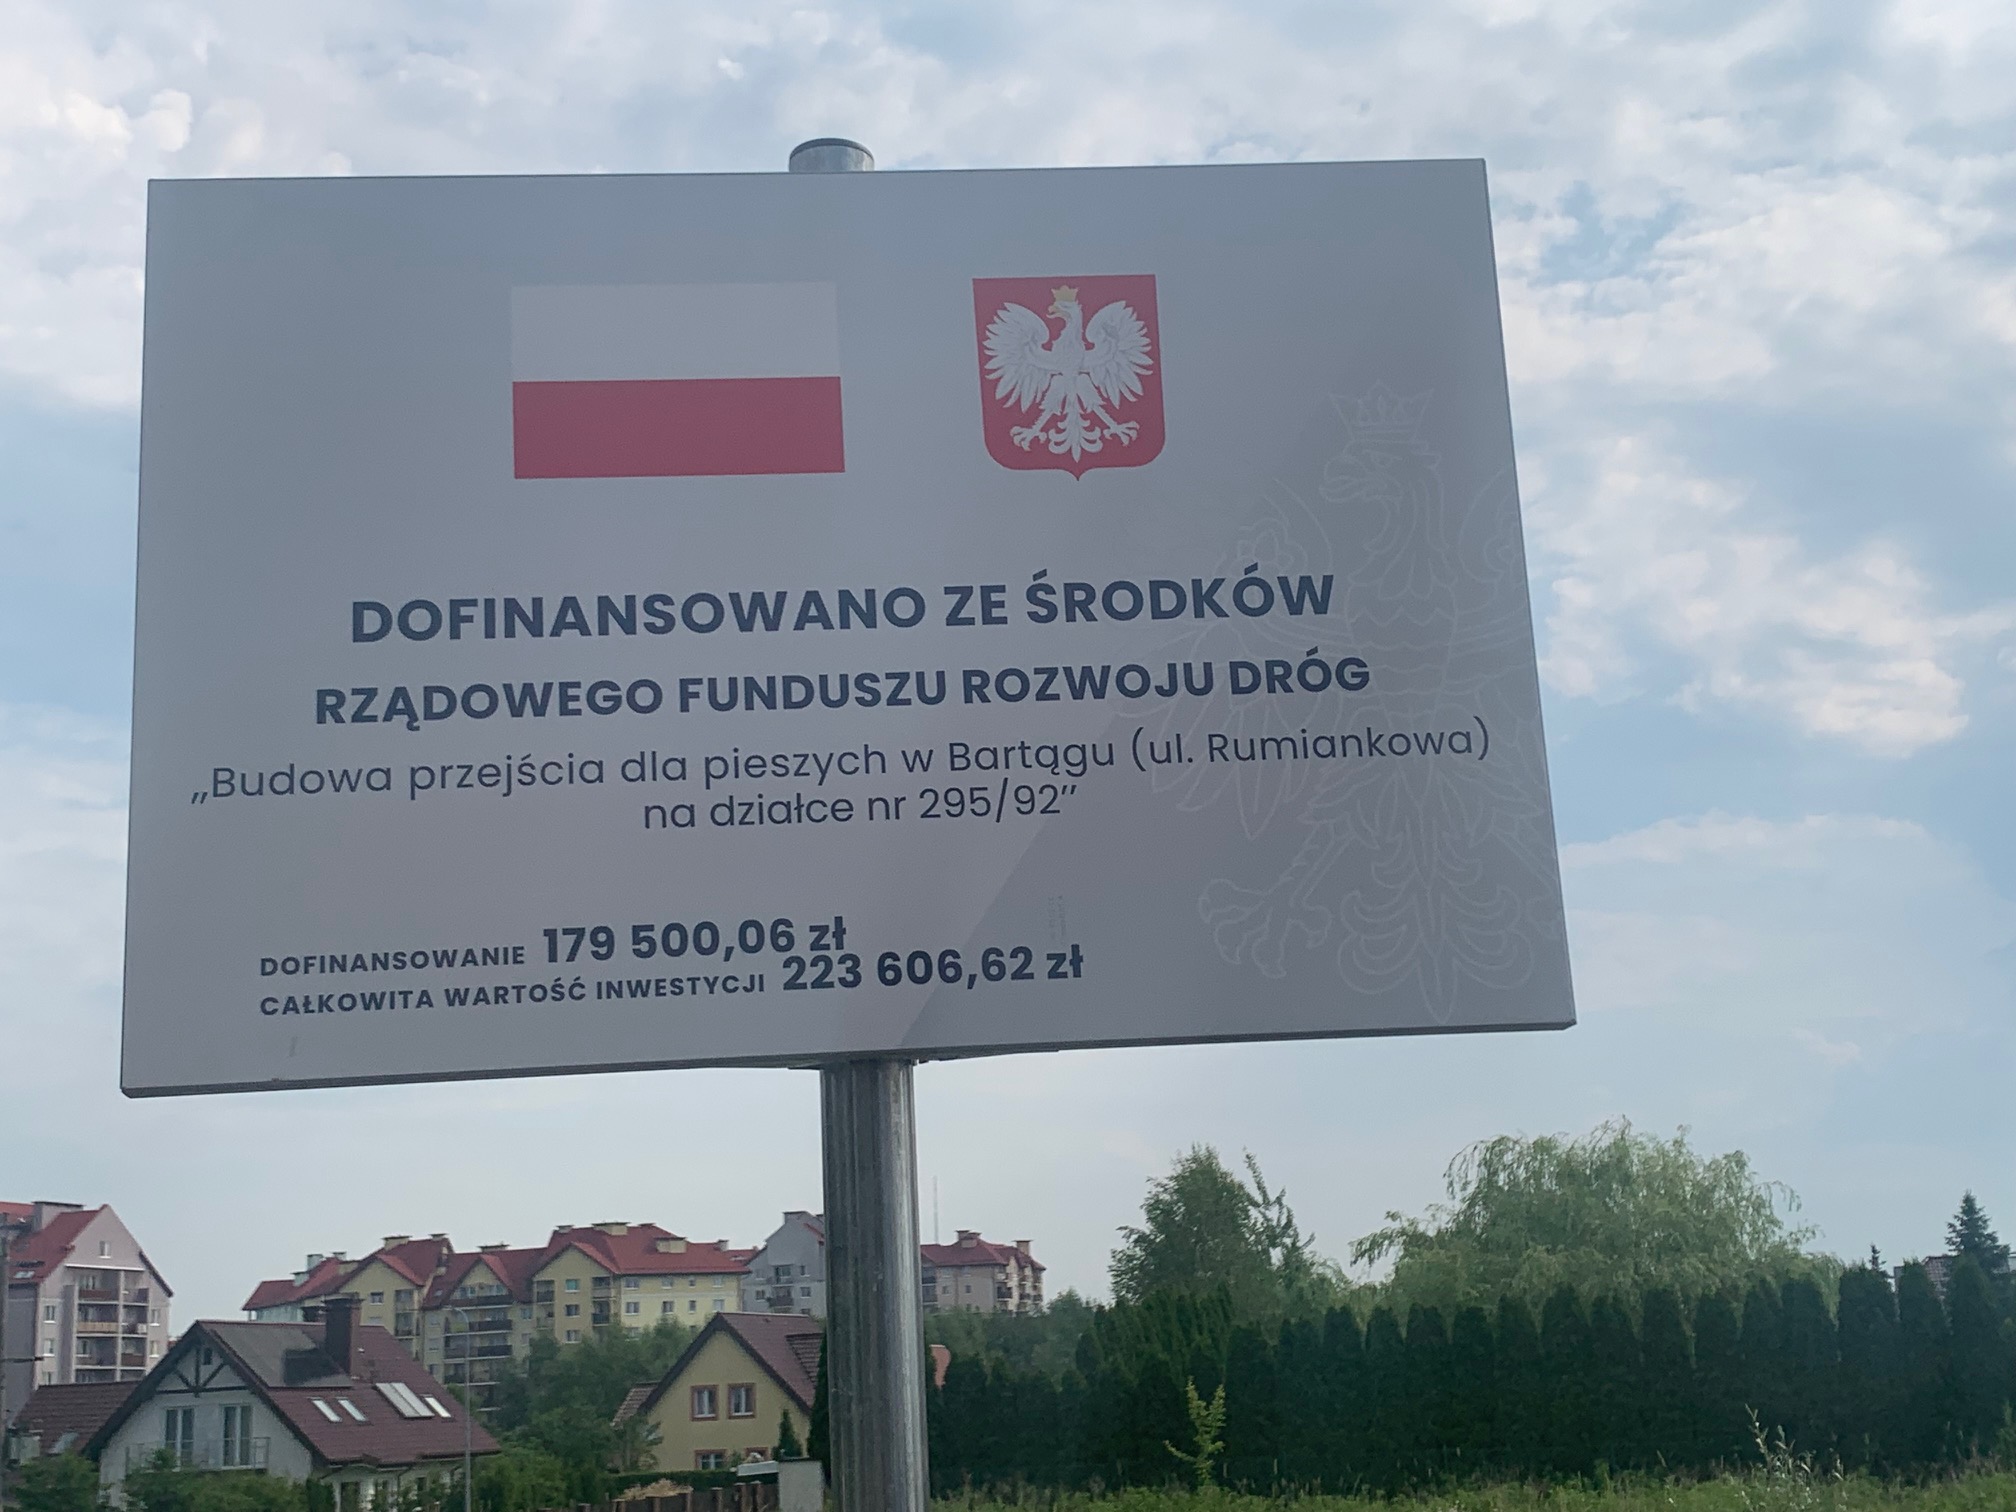 DOFINANSOWANO ZE ŚRODKÓW
RZĄDOWEGO FUNDUSZU ROZWOJU DRÓG
„Budowa przejścia dla pieszych w Bartągu (ul. Rumiankowa)
na działce nr 295/92”
DOFINANSOWANIE 179 500,06 zł
CAŁKOWITA WARTOŚĆ INWESTYCJI 223 606,62 zł